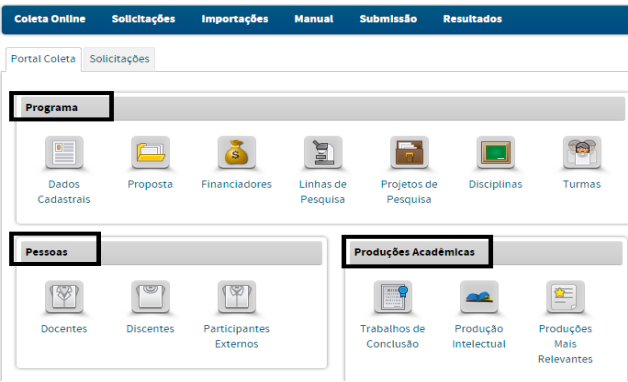 Coleta Online Solicitações Importações Manual Submissão Resultados
Portal Coleta Solicitações
Programa
Dados Cadastrais
Proposta
Financiadores
Linhas de Pesquisa
Projetos de Pesquisa
Disciplinas
Turmas
Pessoas
Docentes
Discentes
Participantes Externos
Produções Acadêmicas
Trabalhos de Conclusão
Produção Intelectual
Produções Mais Relevantes